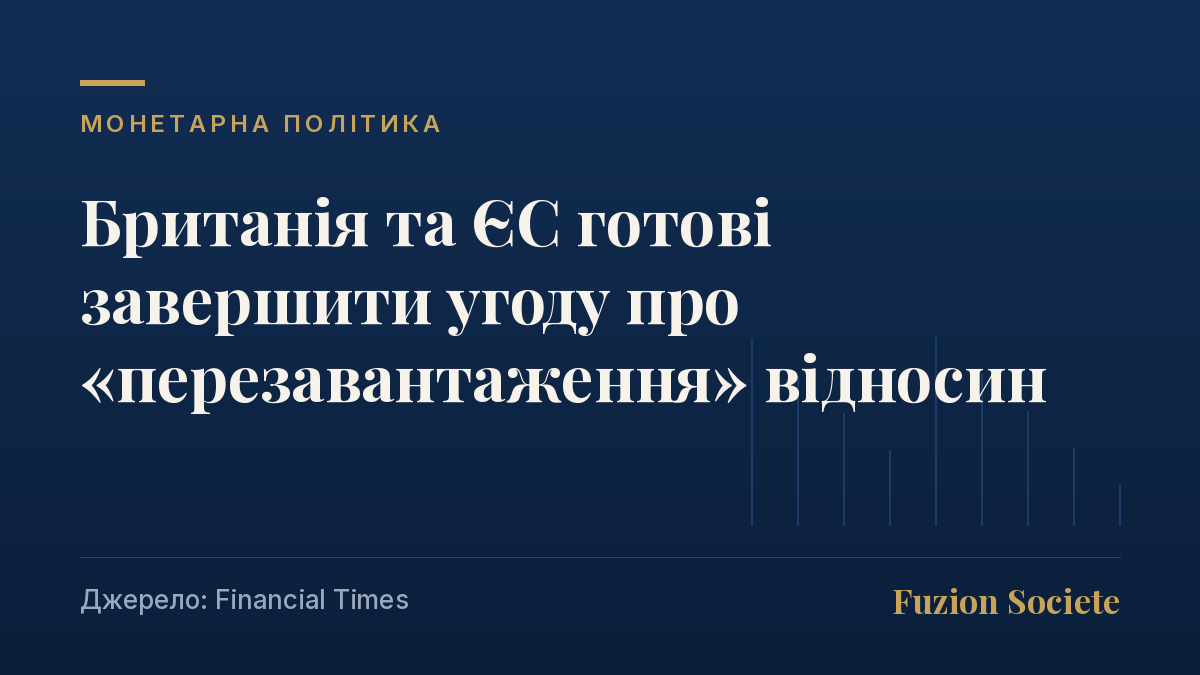 МОНЕТАРНА ПОЛІТИКА
Британія та ЄС готові
завершити угоду про
«перезавантаження» відносин
Джерело: Financial Times
Fuzion Societe